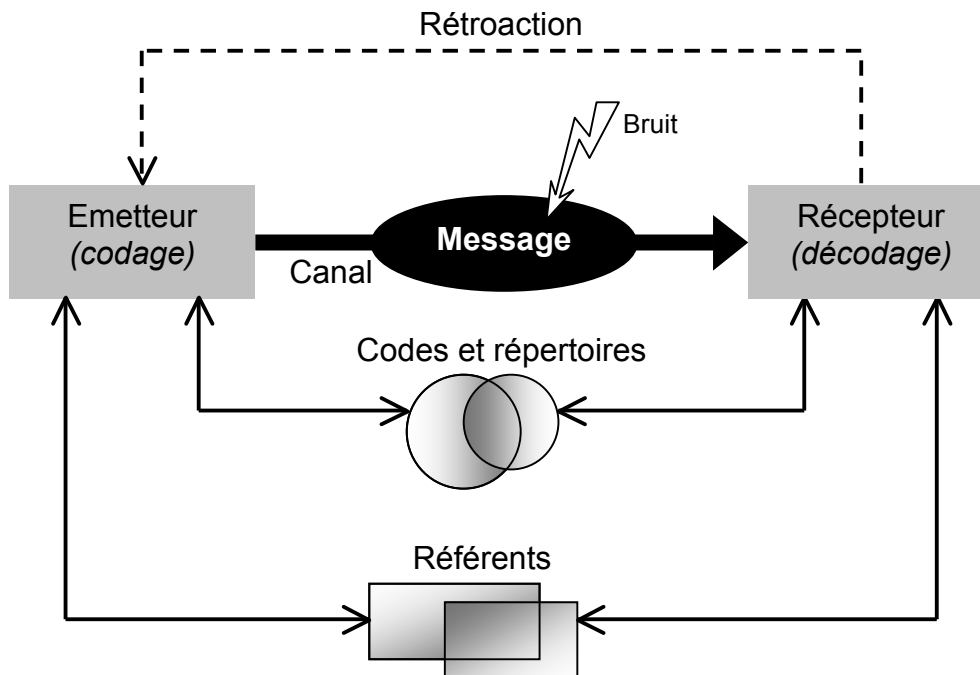 Rétroaction
Bruit
Emetteur
(codage)
Canal
Message
Récepteur
(décodage)
Codes et répertoires
Référents